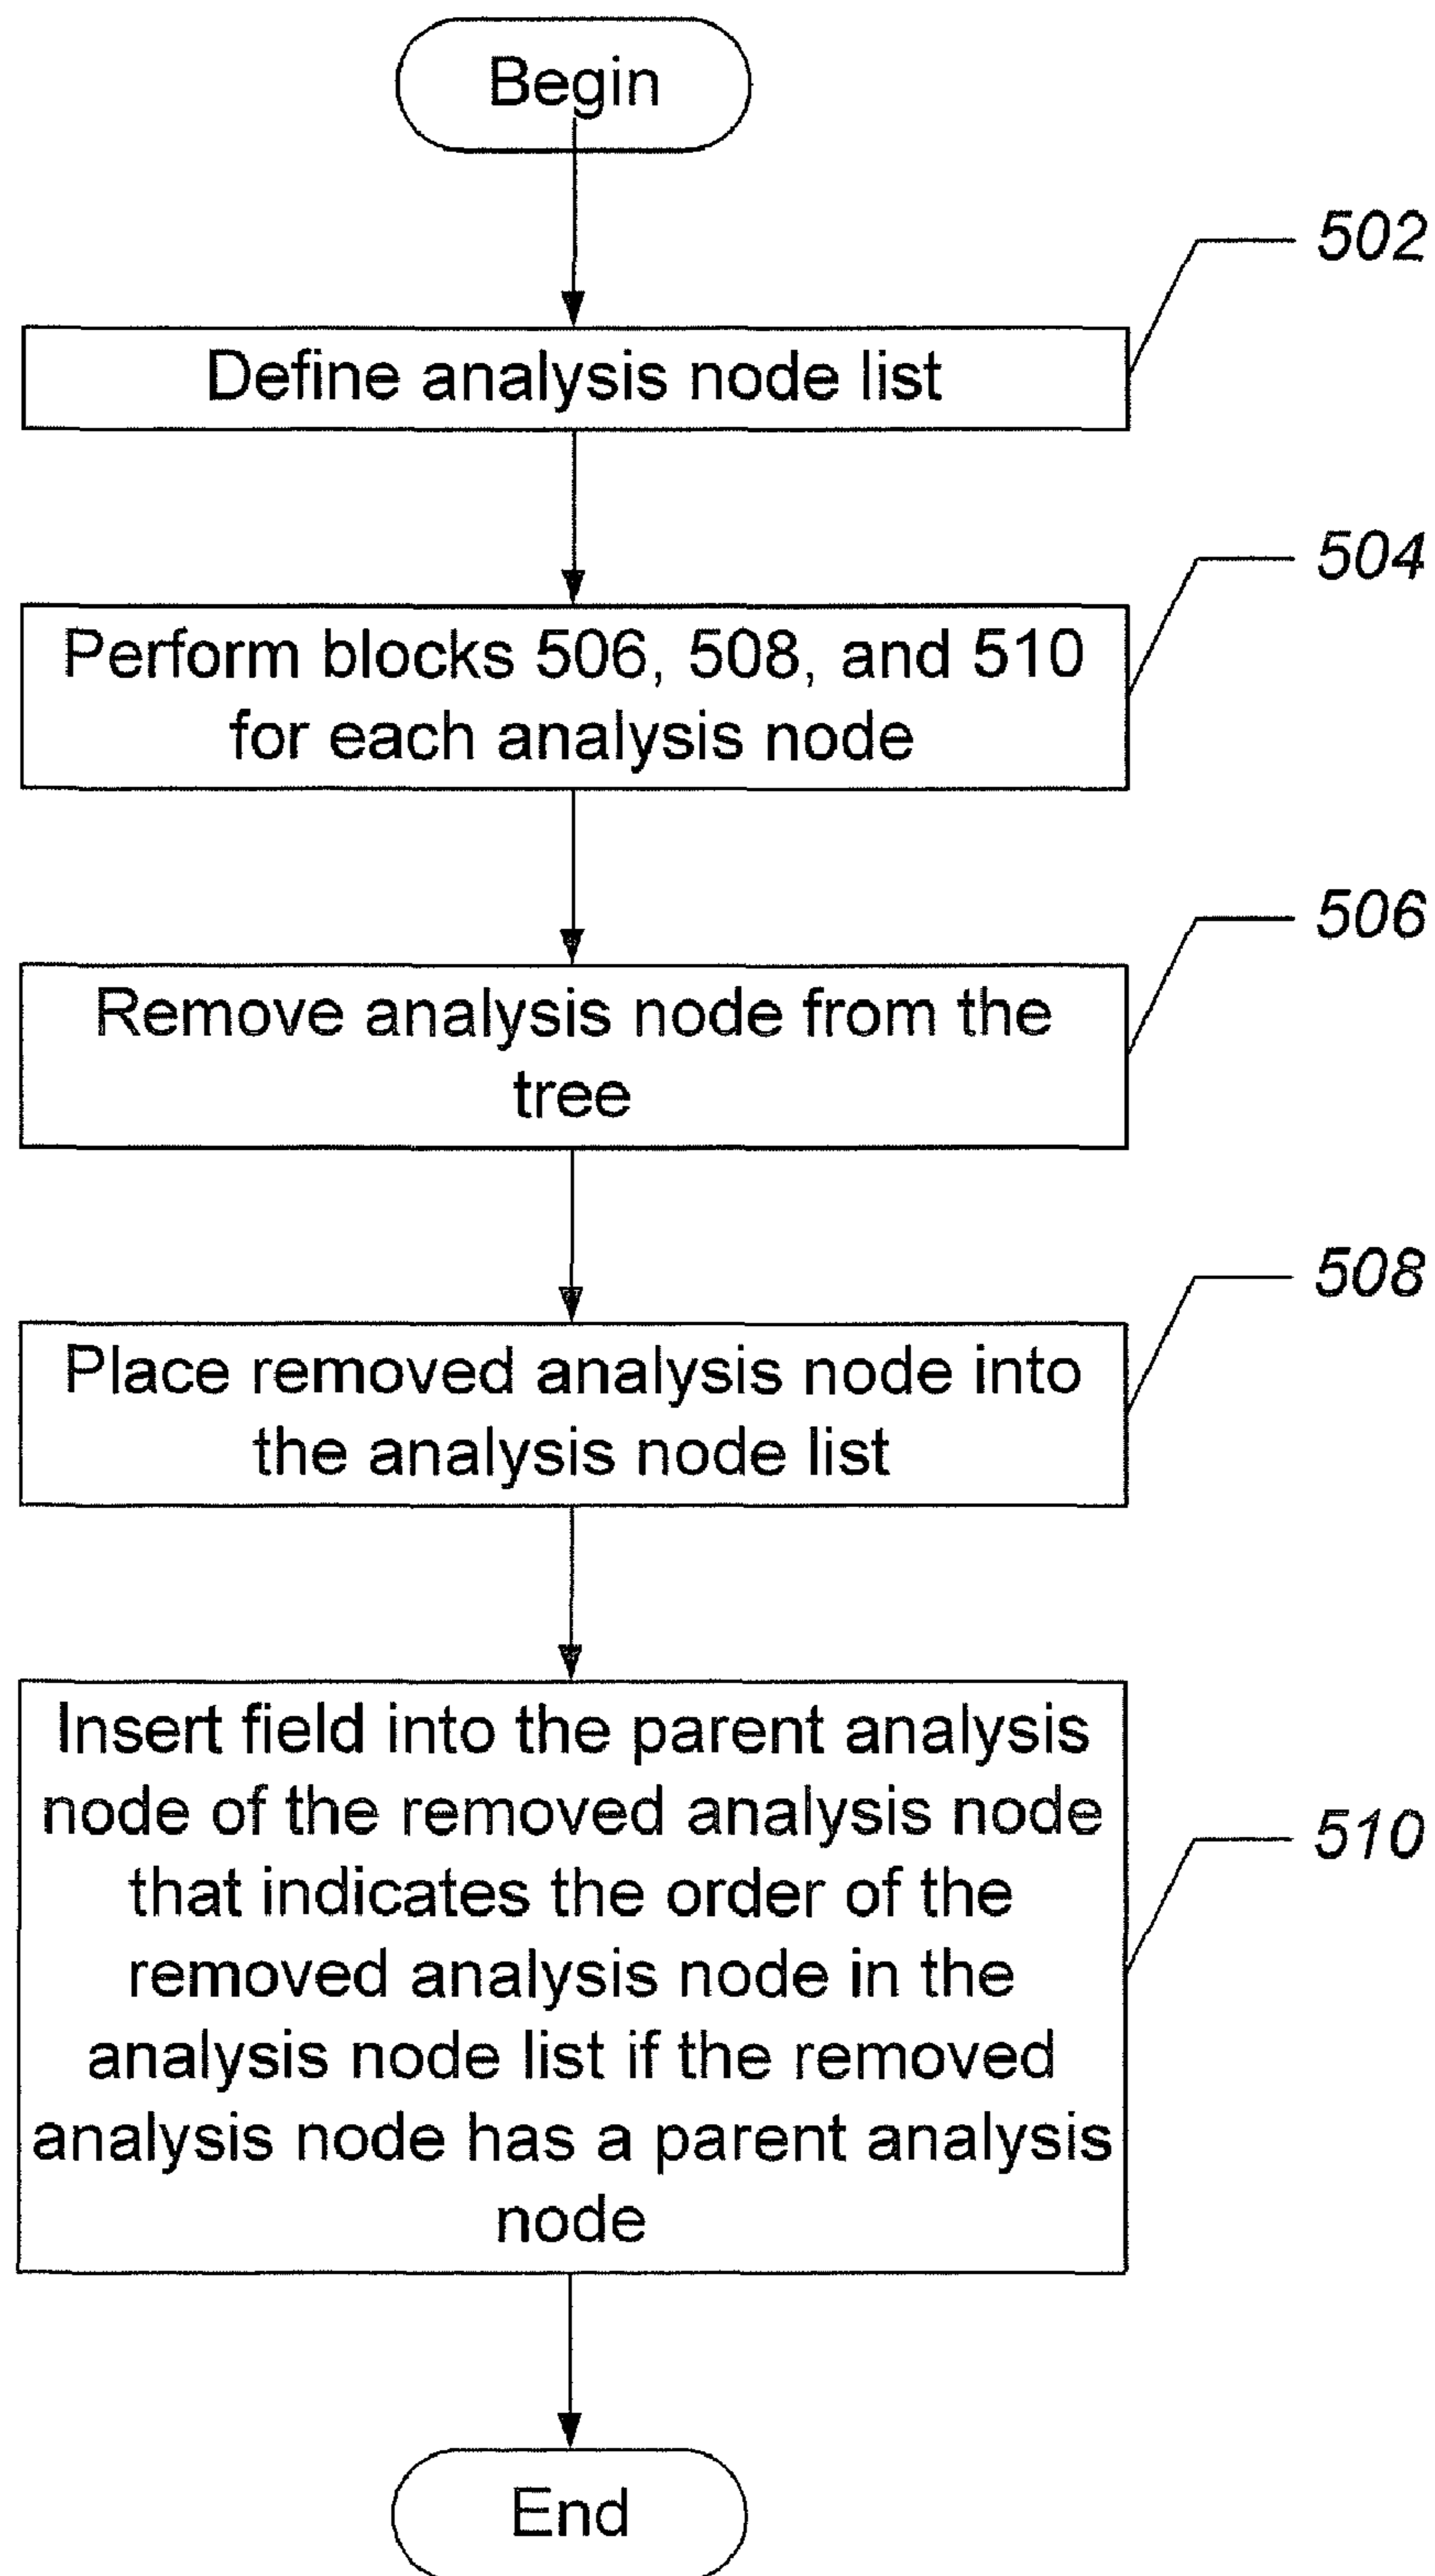 Begin
502
Define analysis node list
504
Perform blocks 506, 508, and 510
for each analysis node
506
Remove analysis node from the
tree
508
Place removed analysis node into
the analysis node list
Insert field into the parent analysis
node of the removed analysis node
that indicates the order of the
510
removed analysis node in the
analysis node list if the removed
analysis node has a parent analysis
node
End